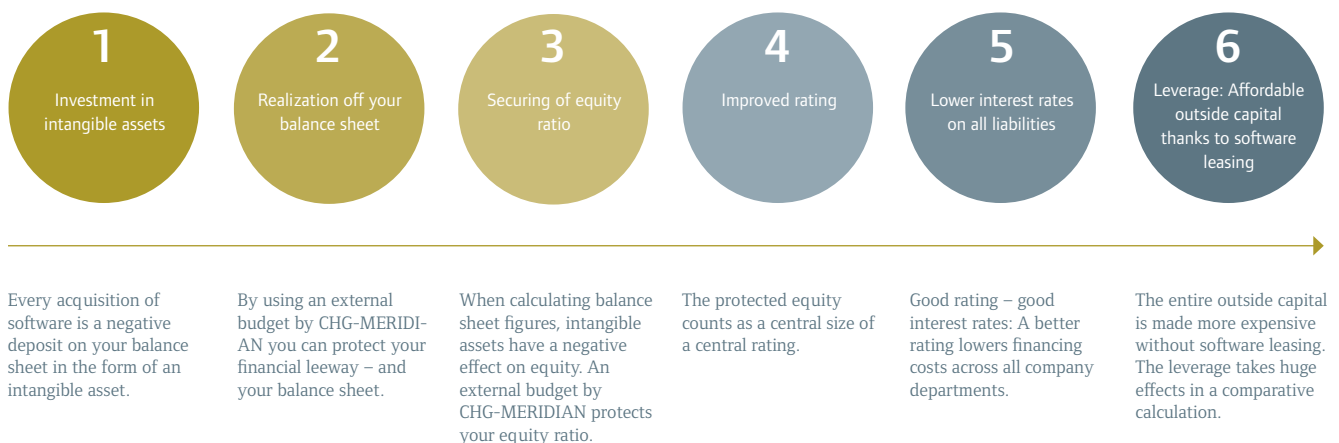 1
Investment in
intangible assets
2
Realization off your
balance sheet
3
Securing of equity
ratio
4
Improved rating
5
Lower interest rates
on all liabilities
6
Leverage: Affordable
outside capital
thanks to software
leasing
Every acquisition of
software is a negative
deposit on your balance
sheet in the form of an
intangible asset.
By using an external
budget by CHG-MERIDI-
AN you can protect your
financial leeway – and
your balance sheet.
When calculating balance
sheet figures, intangible
assets have a negative
effect on equity. An
external budget by
CHG-MERIDIAN protects
your equity ratio.
The protected equity
counts as a central size of
a central rating.
Good rating – good
interest rates: A better
rating lowers financing
costs across all company
departments.
The entire outside capital
is made more expensive
without software leasing.
The leverage takes huge
effects in a comparative
calculation.